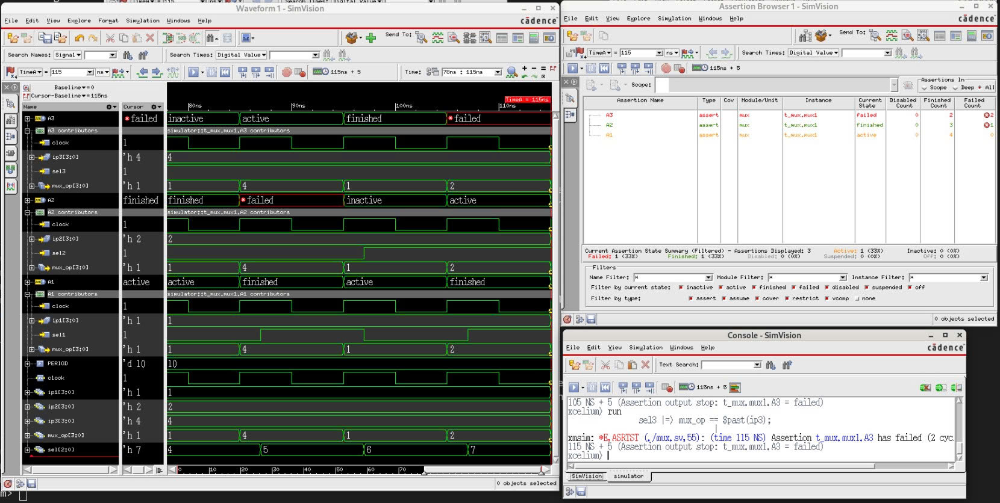 Waveform 1 - SimVision
File Edit View Explore Format Simulation Windows Help
cādence
Send To:
Search Names: Signal
Search Times: Digital Value
TimeA = 115 ns
115ns + 5
Time: 78ns : 115ns
Baseline = 0
Cursor-Baseline = 115ns
TimeA = 115ns
Name Cursor
80ns 90ns 100ns 110ns
A3 failed inactive active finished failed
A3 contributors simulator::t_mux.mux1.A3 contributors
clock 1
ip3[3:0] 'h 4 4
sel3 1
mux_op[3:0] 'h 1 1 4 1 2
A2 finished finished failed inactive active
A2 contributors simulator::t_mux.mux1.A2 contributors
clock 1
ip2[3:0] 'h 2 2
sel2 1
mux_op[3:0] 'h 1 1 4 1 2
A1 active active finished active finished
A1 contributors simulator::t_mux.mux1.A1 contributors
clock 1
ip1[3:0] 'h 1 1
sel1 1
mux_op[3:0] 'h 1 1 4 1 2
PERIOD 'd 10 10
clock 1
ip1[3:0] 'h 1 1
ip2[3:0] 'h 2 2
ip3[3:0] 'h 4 4
mux_op[3:0] 'h 1 1 4 1 2
sel[2:0] 'h 7 4 5 6 7
0 10 20 30 40 50 60 70
0 objects selected
m>
Assertion Browser 1 - SimVision
File Edit View Explore Simulation Windows Help
cādence
Send To:
TimeA = 115 ns
Search Times: Digital Value
115ns + 5
Scope:
Assertions In
Scope Deep All
Assertion Name Type Cov Module/Unit Instance Current State Disabled Count Finished Count Failed Count
A3 assert mux t_mux.mux1 failed 0 2 2
A2 assert mux t_mux.mux1 finished 0 3 1
A1 assert mux t_mux.mux1 active 0 4 0
Current Assertion State Summary (Filtered) - Assertions Displayed: 3 Active: 1 (33%) Inactive: 0 (0%)
Failed: 1 (33%) Finished: 1 (33%) Disabled: 0 (0%) Suspended: 0 (0%) Off: 0 (0%)
Filters
Name Filter: * Module Filter: * Instance Filter: *
Filter by current state: inactive active finished failed disabled suspended off
Filter by type: assert assume cover restrict vcomp none
0 objects selected
Console - SimVision
File Edit View Simulation Windows Help
cādence
Text Search:
115ns + 5
105 NS + 5 (Assertion output stop: t_mux.mux1.A3 = failed)
xcelium> run
sel3 |=> mux_op == $past(ip3);
|
xmsim: *E,ASRTST (./mux.sv,55): (time 115 NS) Assertion t_mux.mux1.A3 has failed (2 cyc
115 NS + 5 (Assertion output stop: t_mux.mux1.A3 = failed)
xcelium>
SimVision simulator